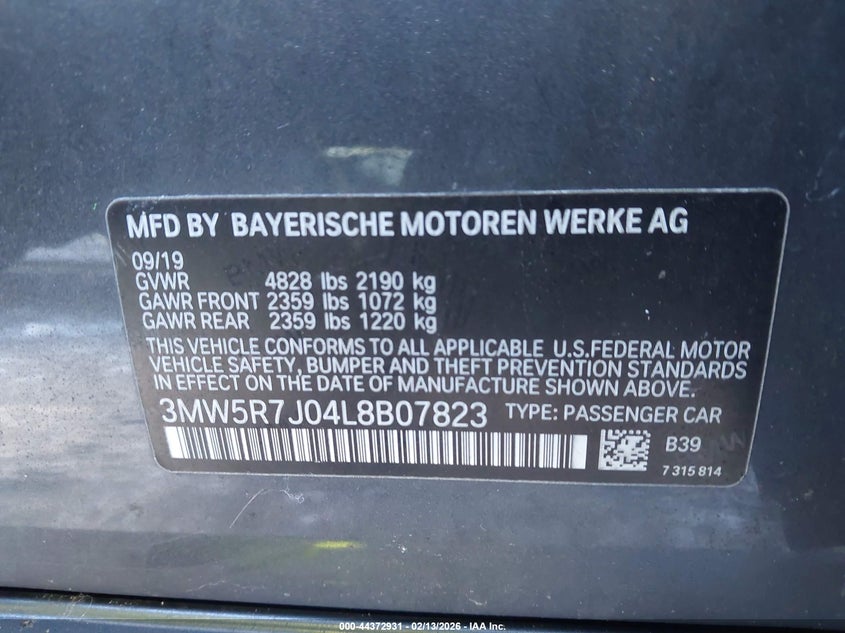 MFD BY BAYERISCHE MOTOREN WERKE AG
09/19
GVWR 4828 lbs 2190 kg
GAWR FRONT 2359 lbs 1072 kg
GAWR REAR 2359 lbs 1220 kg
THIS VEHICLE CONFORMS TO ALL APPLICABLE U.S.FEDERAL MOTOR
VEHICLE SAFETY, BUMPER AND THEFT PREVENTION STANDARDS
IN EFFECT ON THE DATE OF MANUFACTURE SHOWN ABOVE.
3MW5R7J04L8B07823 TYPE: PASSENGER CAR
B39
7 315 814
000-44372931 - 02/13/2026 - IAA Inc.